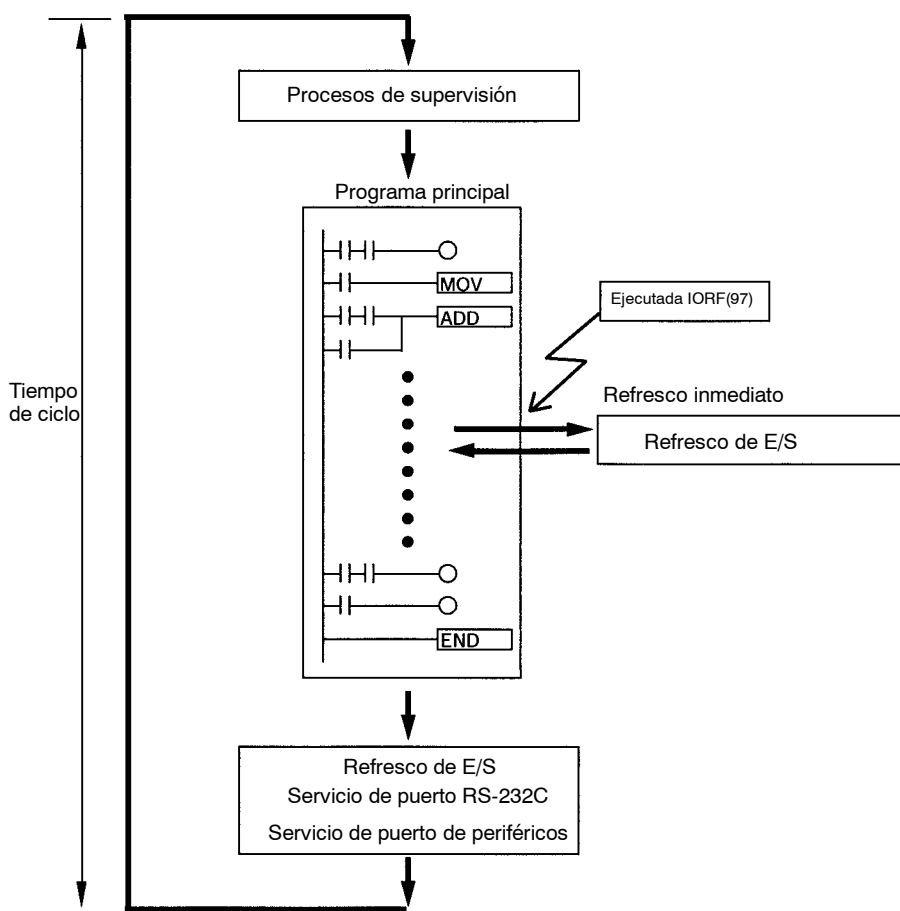 Procesos de supervisión
Programa principal
MOV
Ejecutada IORF(97)
ADD
Tiempo
de ciclo
Refresco inmediato
Refresco de E/S
END
Refresco de E/S
Servicio de puerto RS-232C
Servicio de puerto de periféricos